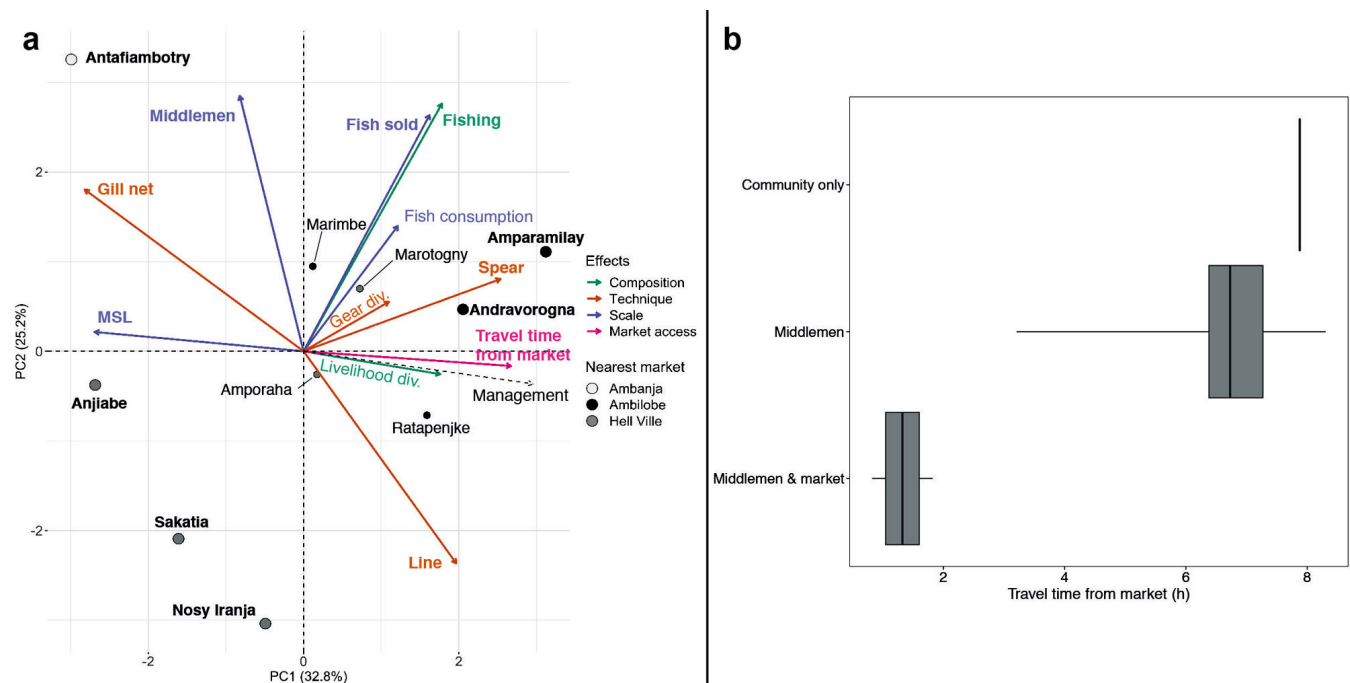 a
Antafiambotry
Middlemen
Fish sold
Fishing
Gill net
Fish consumption
Marimbe
Amparamilay
Marotogny
Spear
Gear div.
Andravorogna
MSL
Travel time
from market
Livelihood div.
Amporaha
Management
Anjiabe
Ratapenjke
Sakatia
Line
Nosy Iranja
2
0
-2
PC2 (25.2%)
-2
0
2
PC1 (32.8%)
Effects
Composition
Technique
Scale
Market access
Nearest market
Ambanja
Ambilobe
Hell Ville
b
Community only
Middlemen
Middlemen & market
2
4
6
8
Travel time from market (h)